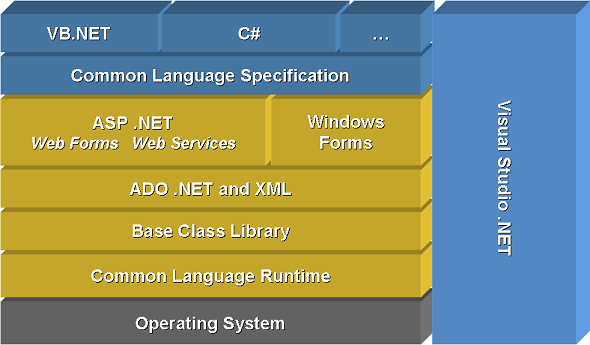 VB.NET C# ...
Common Language Specification
ASP .NET
Web Forms Web Services
Windows
Forms
ADO .NET and XML
Base Class Library
Common Language Runtime
Operating System
Visual Studio .NET